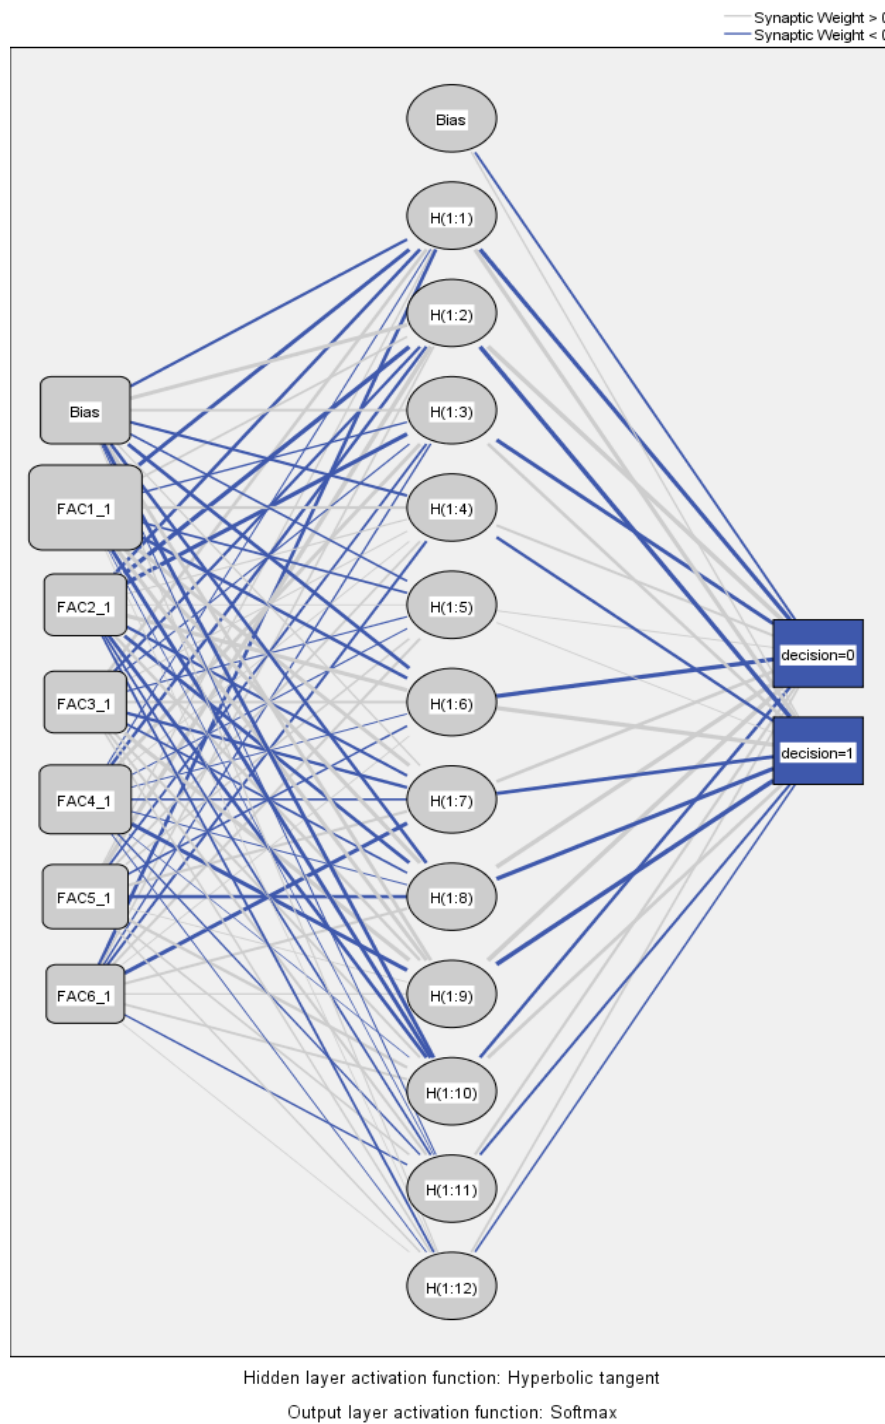 Synaptic Weight > 0
Synaptic Weight < 0
Bias
H(1:1)
H(1:2)
H(1:3)
H(1:4)
H(1:5)
H(1:6)
H(1:7)
H(1:8)
H(1:9)
H(1:10)
H(1:11)
H(1:12)
Bias
FAC1_1
FAC2_1
FAC3_1
FAC4_1
FAC5_1
FAC6_1
decision=0
decision=1
Hidden layer activation function: Hyperbolic tangent
Output layer activation function: Softmax